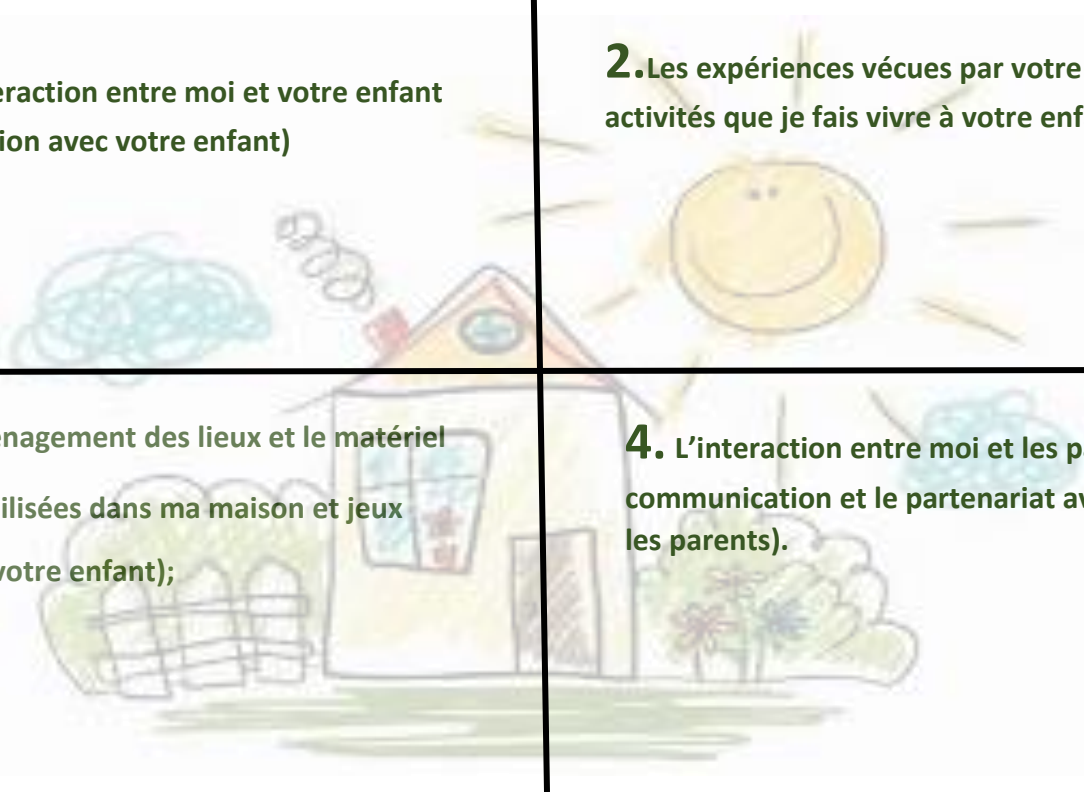 eraction entre moi et votre enfant
ion avec votre enfant)
2.Les expériences vécues par votre
activités que je fais vivre à votre enf
énagement des lieux et le matériel
ilisées dans ma maison et jeux
votre enfant);
4. L’interaction entre moi et les pa
communication et le partenariat av
les parents).